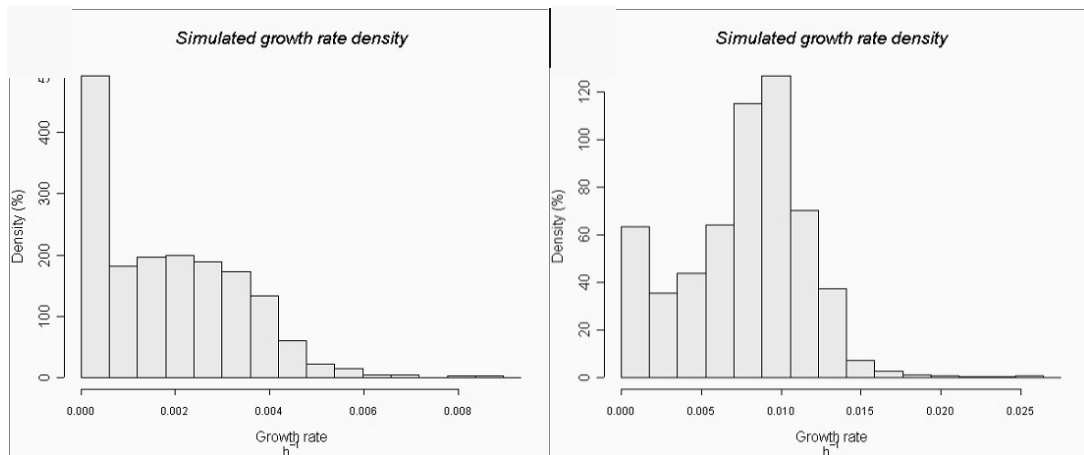 Simulated growth rate density
Density (%)
0
100
200
300
400
0.000 0.002 0.004 0.006 0.008
Growth rate
h⁻¹
Simulated growth rate density
Density (%)
0
20
40
60
80
100
120
0.000 0.005 0.010 0.015 0.020 0.025
Growth rate
h⁻¹